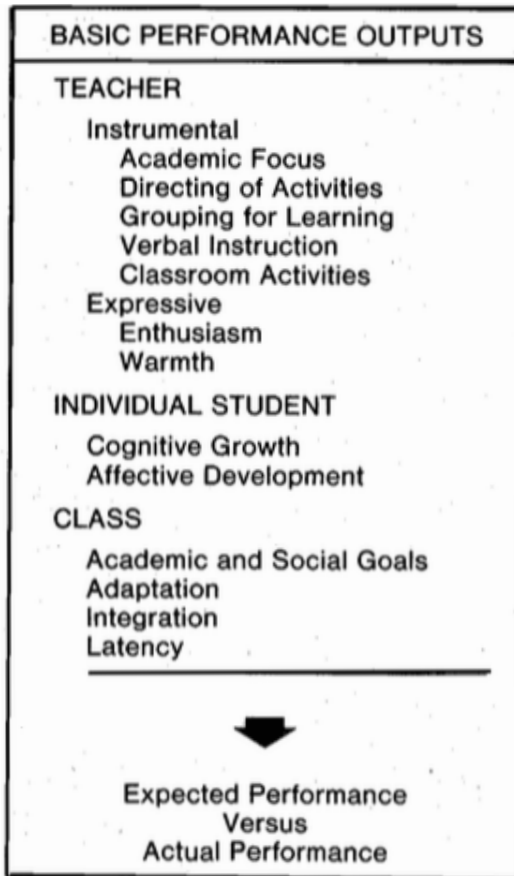 BASIC PERFORMANCE OUTPUTS
TEACHER
Instrumental
Academic Focus
Directing of Activities
Grouping for Learning
Verbal Instruction
Classroom Activities
Expressive
Enthusiasm
Warmth
INDIVIDUAL STUDENT
Cognitive Growth
Affective Development
CLASS
Academic and Social Goals
Adaptation
Integration
Latency
Expected Performance
Versus
Actual Performance